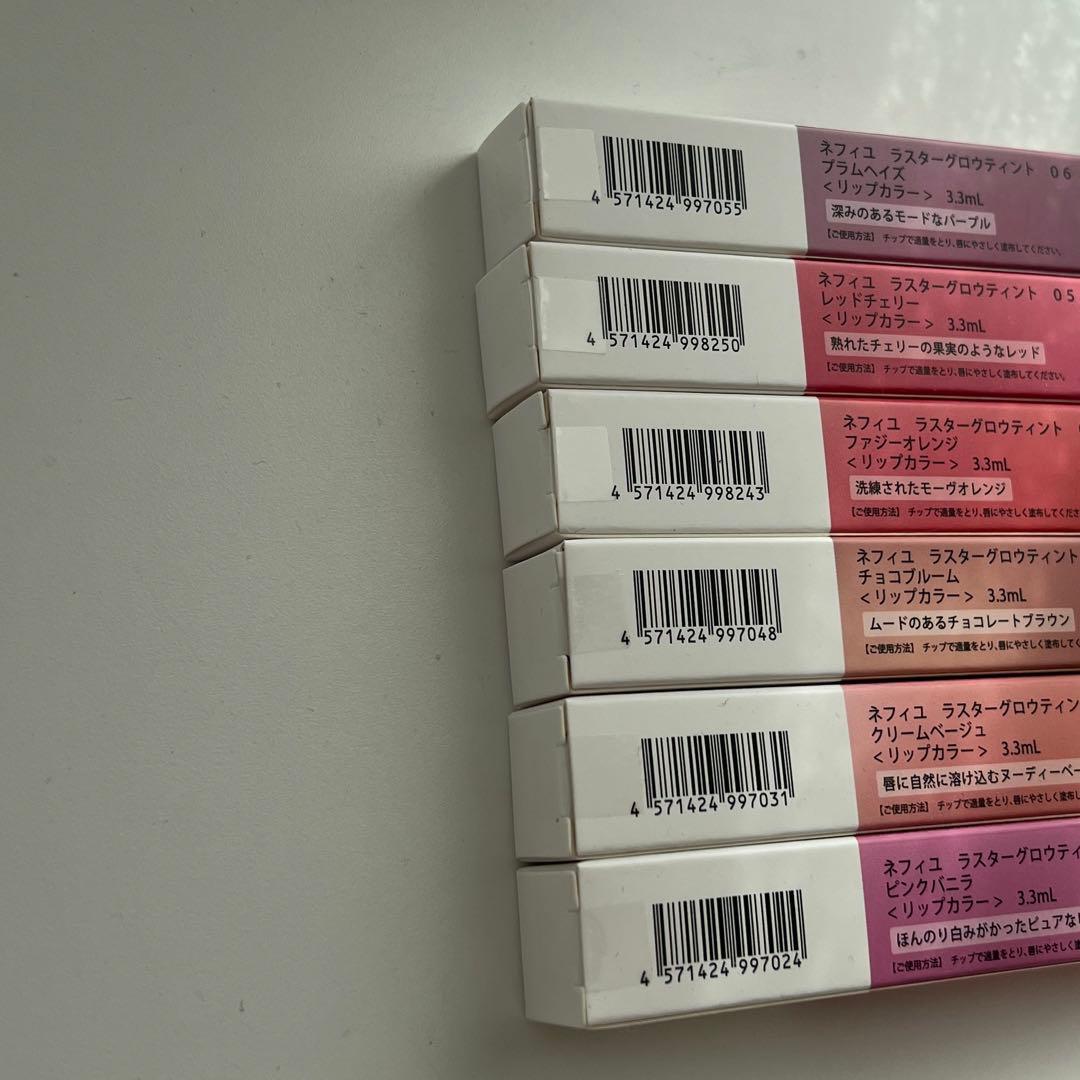 4 571424 997055
ネフィユ ラスターグロウティント 06
プラムヘイズ
<リップカラー> 3.3mL
深みのあるモードなパープル
【ご使用方法】 チップで適量をとり、唇にやさしく塗布してください。
4 571424 998250
ネフィユ ラスターグロウティント 05
レッドチェリー
<リップカラー> 3.3mL
熟れたチェリーの果実のようなレッド
【ご使用方法】 チップで適量をとり、唇にやさしく塗布してください。
4 571424 998243
ネフィユ ラスターグロウティント
ファジーオレンジ
<リップカラー> 3.3mL
洗練されたモーヴオレンジ
【ご使用方法】 チップで適量をとり、唇にやさしく塗布してくださ
4 571424 997048
ネフィユ ラスターグロウティント
チョコブルーム
<リップカラー> 3.3mL
ムードのあるチョコレートブラウン
【ご使用方法】 チップで適量をとり、唇にやさしく塗布して
4 571424 997031
ネフィユ ラスターグロウティン
クリームベージュ
<リップカラー> 3.3mL
唇に自然に溶け込むヌーディーベー
【ご使用方法】 チップで適量をとり、唇にやさしく塗布し
4 571424 997024
ネフィユ ラスターグロウティ
ピンクバニラ
<リップカラー> 3.3mL
ほんのり白みがかったピュアな
【ご使用方法】 チップで適量をとり、唇にやさしく